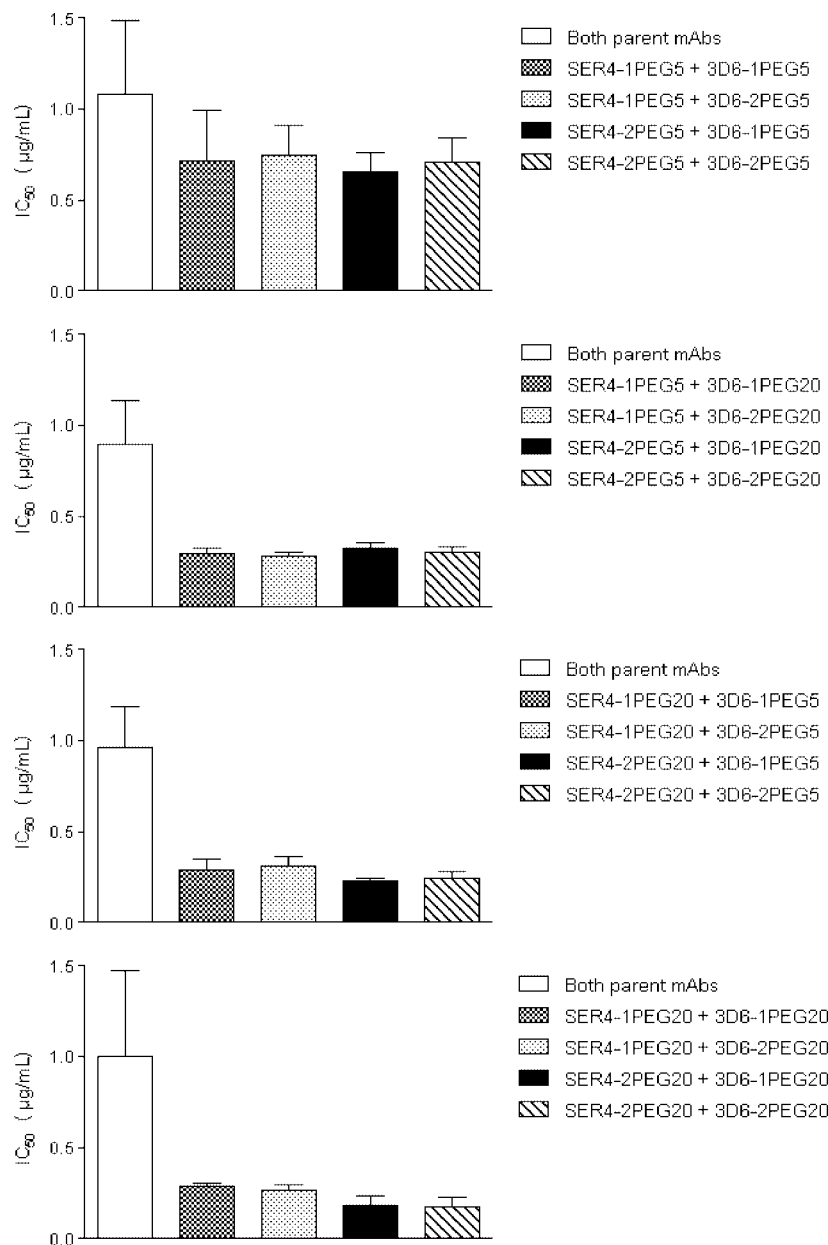 1.5
1.0
0.5
0.0
IC50 (µg/mL)
Both parent mAbs
SER4-1PEG5 + 3D6-1PEG5
SER4-1PEG5 + 3D6-2PEG5
SER4-2PEG5 + 3D6-1PEG5
SER4-2PEG5 + 3D6-2PEG5
1.5
1.0
0.5
0.0
IC50 (µg/mL)
Both parent mAbs
SER4-1PEG5 + 3D6-1PEG20
SER4-1PEG5 + 3D6-2PEG20
SER4-2PEG5 + 3D6-1PEG20
SER4-2PEG5 + 3D6-2PEG20
1.5
1.0
0.5
0.0
IC50 (µg/mL)
Both parent mAbs
SER4-1PEG20 + 3D6-1PEG5
SER4-1PEG20 + 3D6-2PEG5
SER4-2PEG20 + 3D6-1PEG5
SER4-2PEG20 + 3D6-2PEG5
1.5
1.0
0.5
0.0
IC50 (µg/mL)
Both parent mAbs
SER4-1PEG20 + 3D6-1PEG20
SER4-1PEG20 + 3D6-2PEG20
SER4-2PEG20 + 3D6-1PEG20
SER4-2PEG20 + 3D6-2PEG20